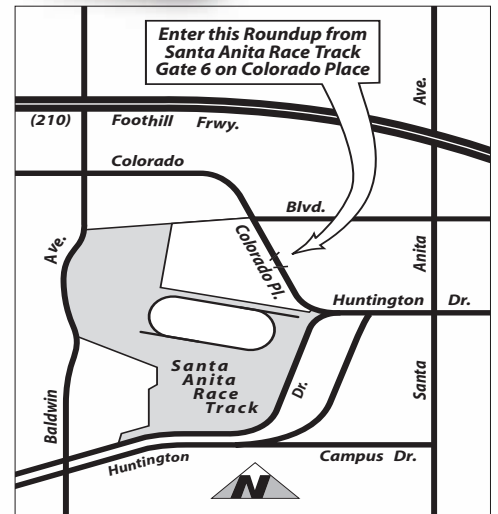 Enter this Roundup from
Santa Anita Race Track
Gate 6 on Colorado Place
Ave.
(210) Foothill Frwy.
Colorado
Blvd.
Ave.
Colorado Pl.
Anita
Huntington Dr.
Santa
Anita
Race
Track
Dr.
Santa
Baldwin
Huntington
Campus Dr.
N